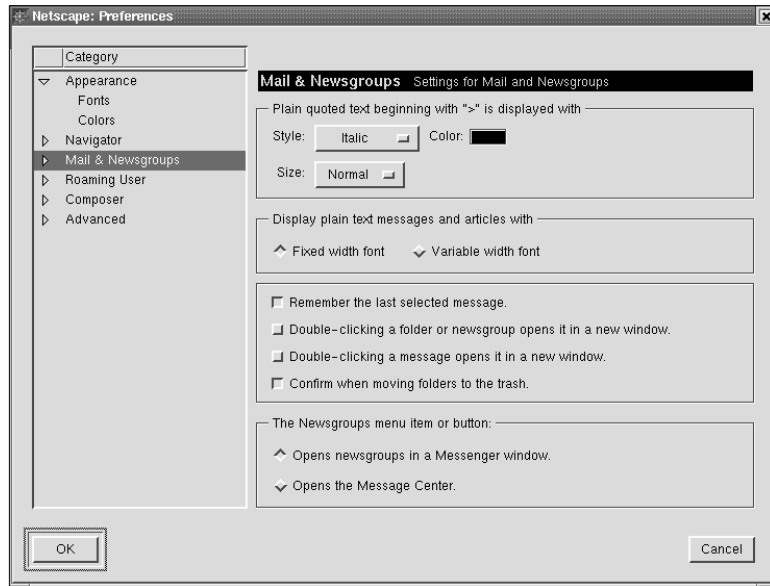 Netscape: Preferences
Category
Appearance
Fonts
Colors
Navigator
Mail & Newsgroups
Roaming User
Composer
Advanced
Mail & Newsgroups Settings for Mail and Newsgroups
Plain quoted text beginning with ">" is displayed with
Style: Italic Color:
Size: Normal
Display plain text messages and articles with
Fixed width font Variable width font
Remember the last selected message.
Double-clicking a folder or newsgroup opens it in a new window.
Double-clicking a message opens it in a new window.
Confirm when moving folders to the trash.
The Newsgroups menu item or button:
Opens newsgroups in a Messenger window.
Opens the Message Center.
OK Cancel